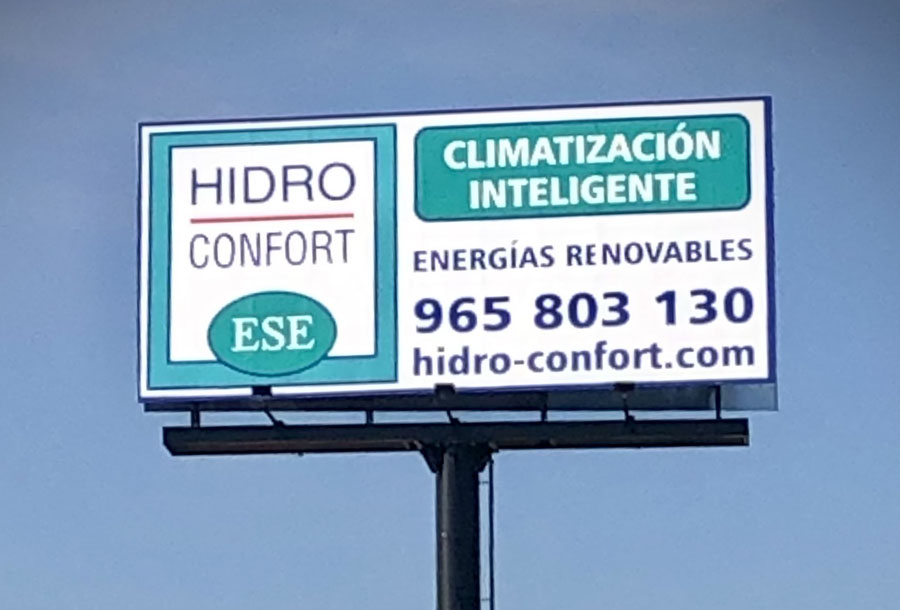 HIDRO
CONFORT
ESE
CLIMATIZACIÓN
INTELIGENTE
ENERGÍAS RENOVABLES
965 803 130
hidro-confort.com